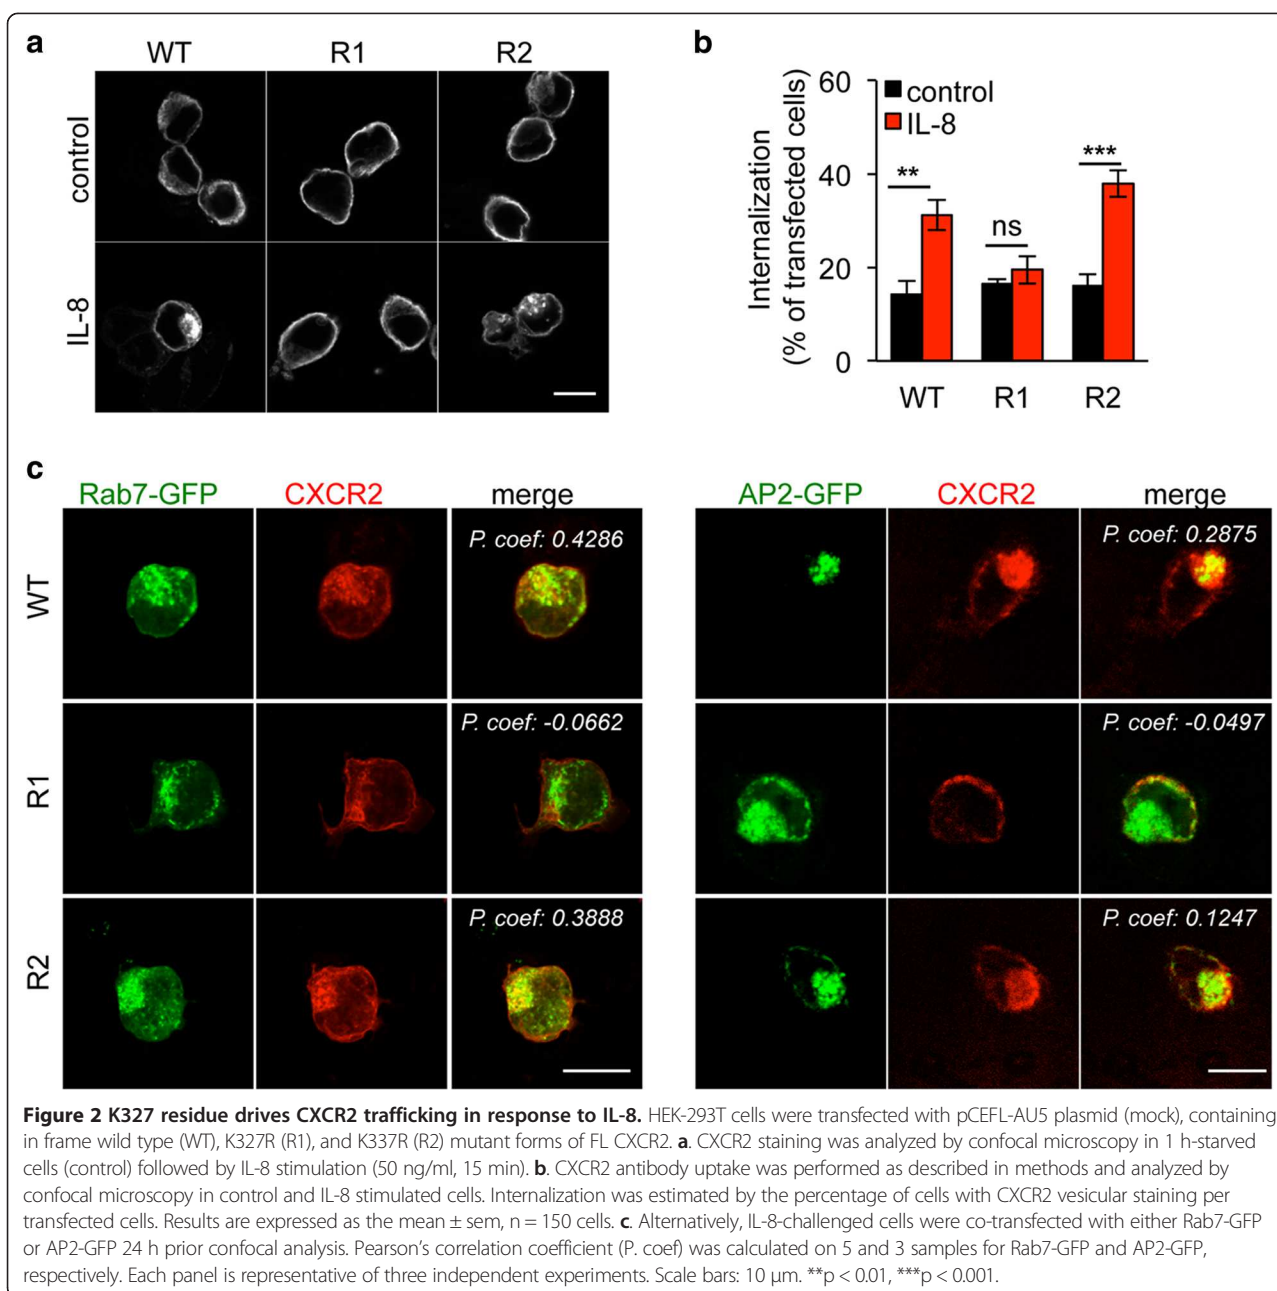 a
WT R1 R2
control
IL-8
b
Internalization
(% of transfected cells)
60
40
20
0
control
IL-8
**
ns
***
WT R1 R2
c
Rab7-GFP CXCR2 merge AP2-GFP CXCR2 merge
WT
P. coef: 0.4286
P. coef: 0.2875
R1
P. coef: -0.0662
P. coef: -0.0497
R2
P. coef: 0.3888
P. coef: 0.1247
Figure 2 K327 residue drives CXCR2 trafficking in response to IL-8. HEK-293T cells were transfected with pCEFL-AU5 plasmid (mock), containing
in frame wild type (WT), K327R (R1), and K337R (R2) mutant forms of FL CXCR2. a. CXCR2 staining was analyzed by confocal microscopy in 1 h-starved
cells (control) followed by IL-8 stimulation (50 ng/ml, 15 min). b. CXCR2 antibody uptake was performed as described in methods and analyzed by
confocal microscopy in control and IL-8 stimulated cells. Internalization was estimated by the percentage of cells with CXCR2 vesicular staining per
transfected cells. Results are expressed as the mean ± sem, n = 150 cells. c. Alternatively, IL-8-challenged cells were co-transfected with either Rab7-GFP
or AP2-GFP 24 h prior confocal analysis. Pearson's correlation coefficient (P. coef) was calculated on 5 and 3 samples for Rab7-GFP and AP2-GFP,
respectively. Each panel is representative of three independent experiments. Scale bars: 10 μm. **p < 0.01, ***p < 0.001.